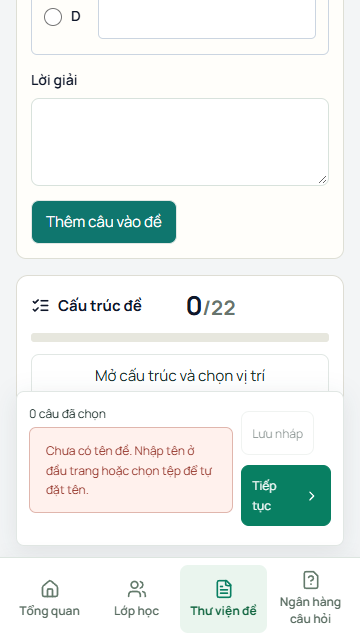 D
Lời giải
Thêm câu vào đề
Cấu trúc đề 0/22
Mở cấu trúc và chọn vị trí
0 câu đã chọn
Chưa có tên đề. Nhập tên ở
đầu trang hoặc chọn tệp để tự
đặt tên.
Lưu nháp
Tiếp
tục
Tổng quan
Lớp học
Thư viện đề
Ngân hàng
câu hỏi